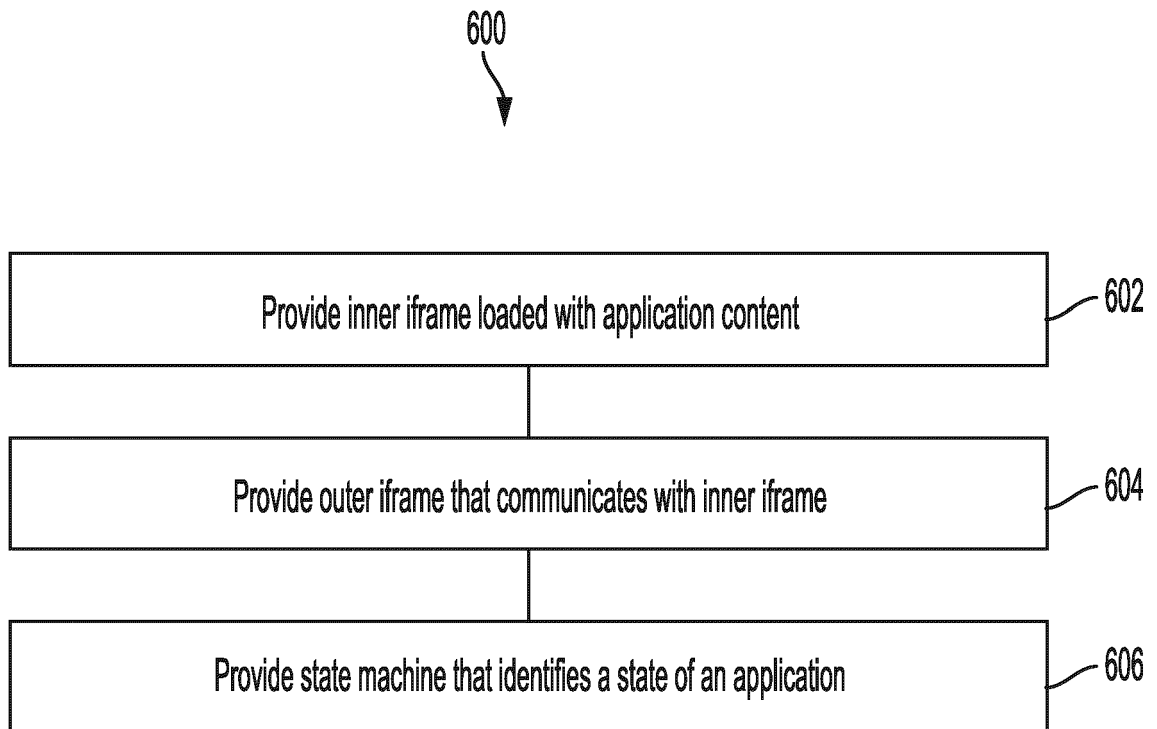 600
Provide inner iframe loaded with application content
602
Provide outer iframe that communicates with inner iframe
604
Provide state machine that identifies a state of an application
606